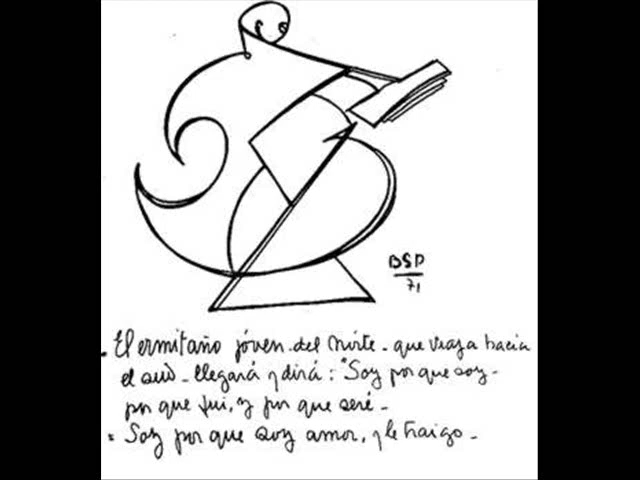 BSP
71
. El ermitaño jóven. del Norte - que viaja hacia
el sud - llegará y dirá: "Soy por que soy -
por que fui, y por que seré -
= Soy por que soy amor, y le traigo -